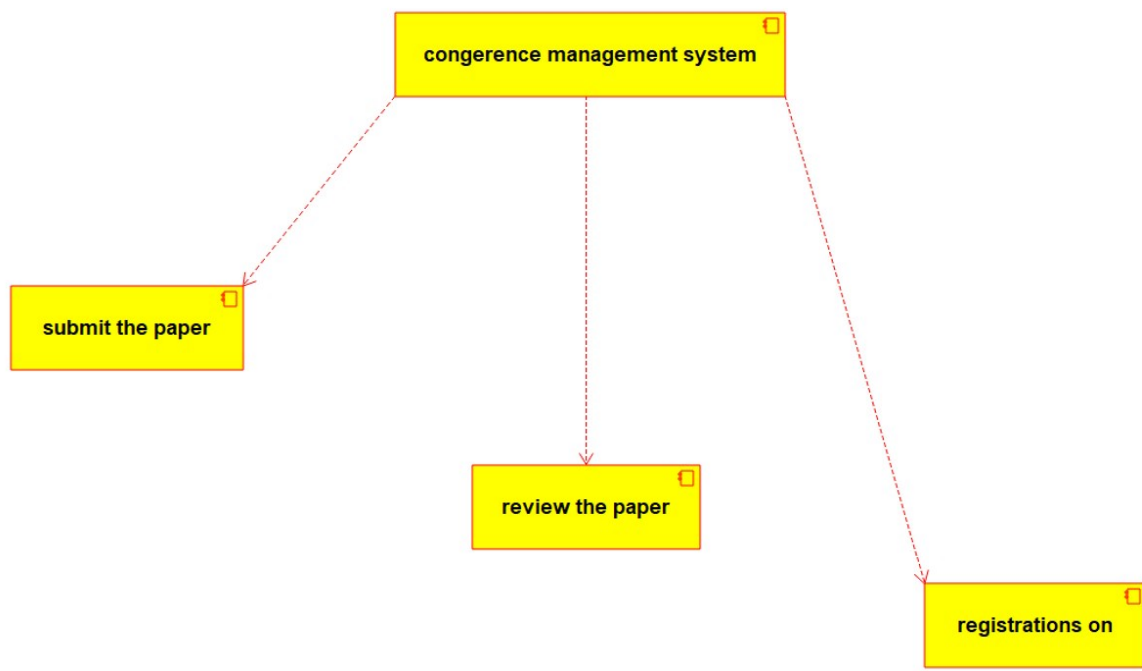 congerence management system
submit the paper
review the paper
registrations on